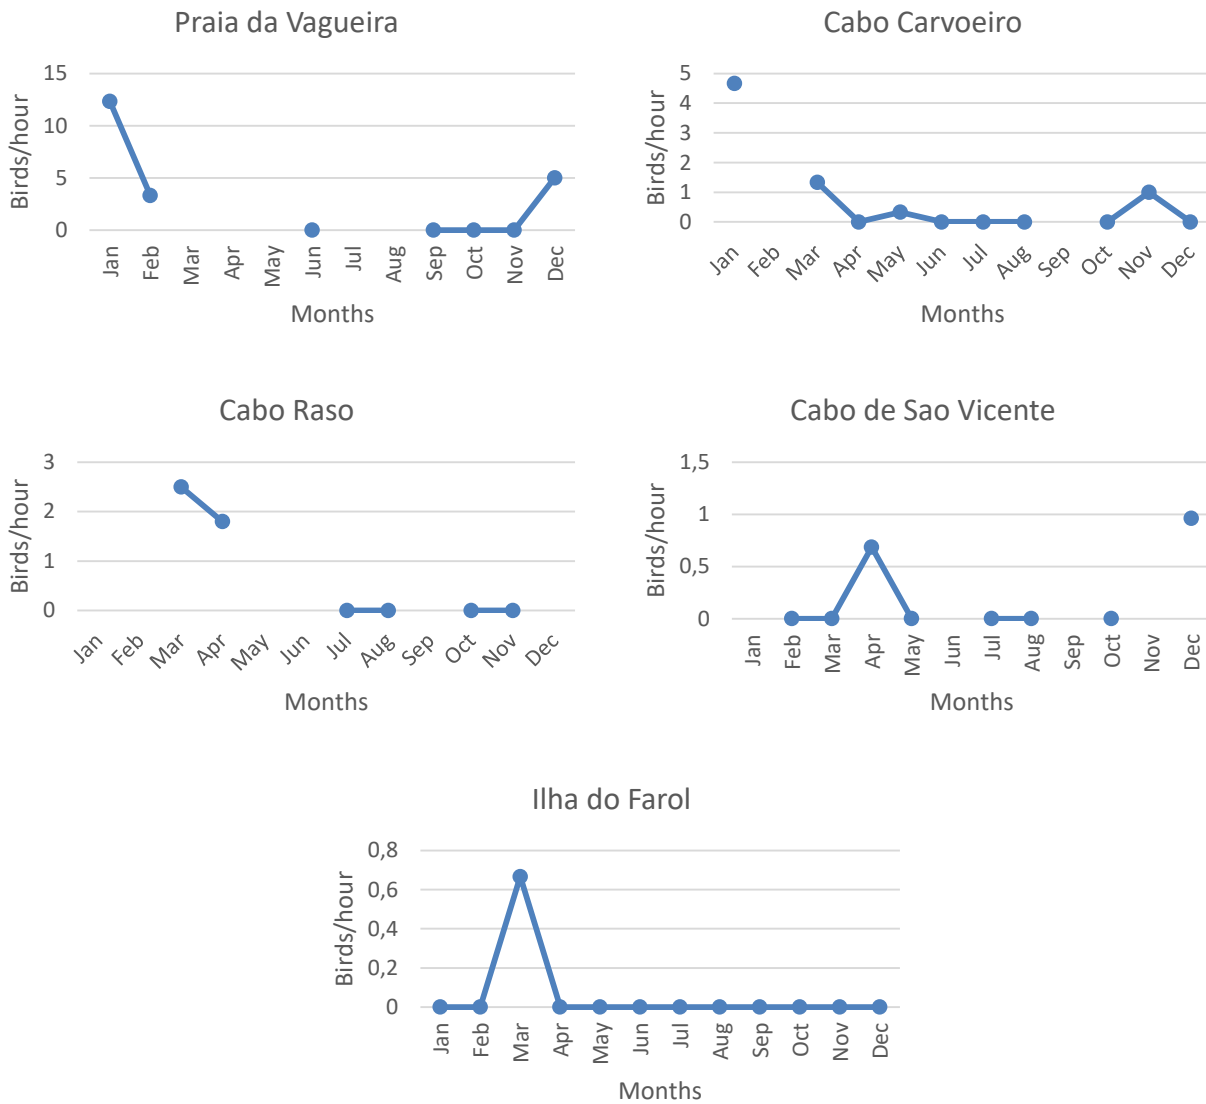 Praia da Vagueira
Birds/hour
15
10
5
0
Jan Feb Mar Apr May Jun Jul Aug Sep Oct Nov Dec
Months
Cabo Carvoeiro
Birds/hour
5
4
3
2
1
0
Jan Feb Mar Apr May Jun Jul Aug Sep Oct Nov Dec
Months
Cabo Raso
Birds/hour
3
2
1
0
Jan Feb Mar Apr May Jun Jul Aug Sep Oct Nov Dec
Months
Cabo de Sao Vicente
Birds/hour
1,5
1
0,5
0
Jan Feb Mar Apr May Jun Jul Aug Sep Oct Nov Dec
Months
Ilha do Farol
Birds/hour
0,8
0,6
0,4
0,2
0
Jan Feb Mar Apr May Jun Jul Aug Sep Oct Nov Dec
Months